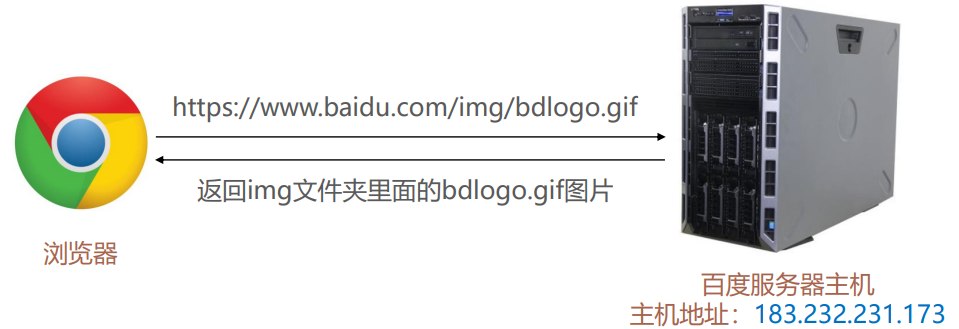 https://www.baidu.com/img/bdlogo.gif
返回img文件夹里面的bdlogo.gif图片
浏览器
百度服务器主机
主机地址：183.232.231.173